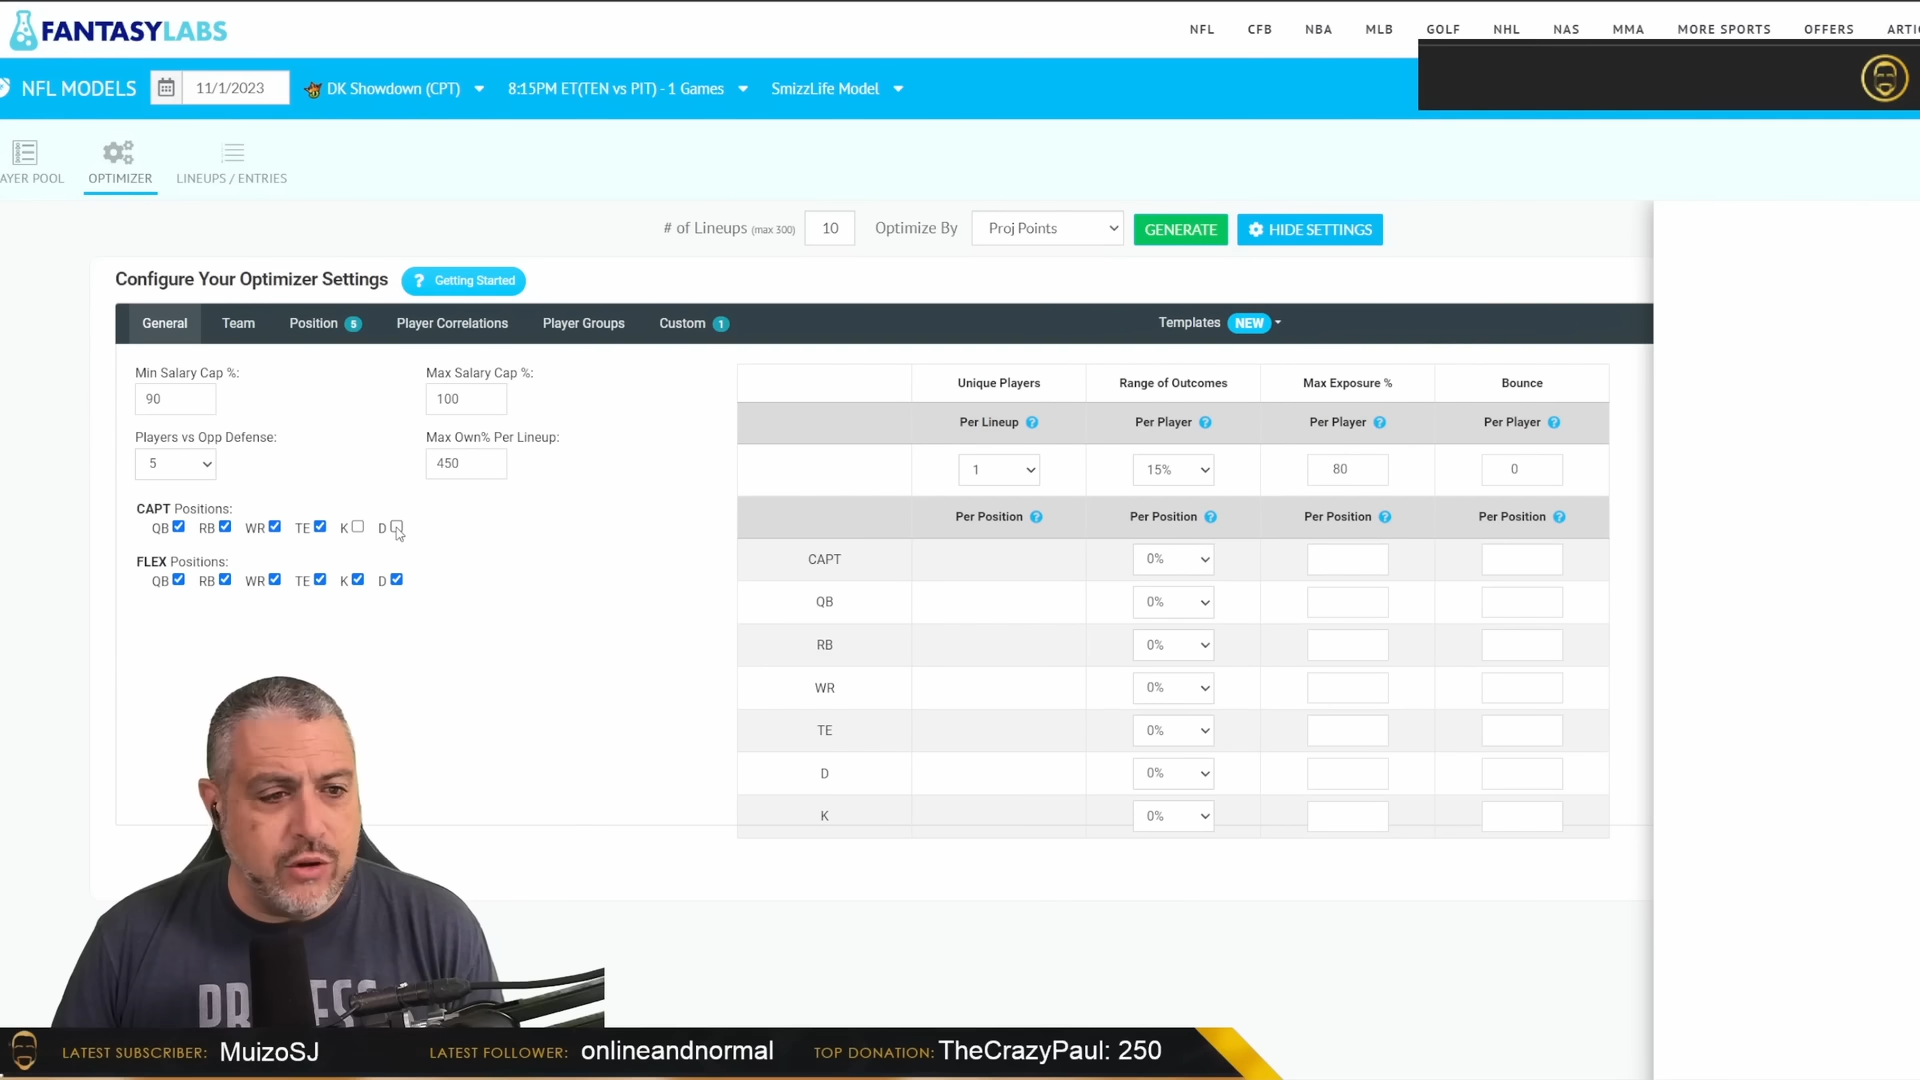 FANTASYLABS
NFL CFB NBA MLB GOLF NHL NAS MMA MORE SPORTS OFFERS ARTI
NFL MODELS 11/1/2023 DK Showdown (CPT) 8:15PM ET(TEN vs PIT) - 1 Games SmizzLife Model
AYER POOL OPTIMIZER LINEUPS / ENTRIES
# of Lineups (max 300) 10 Optimize By Proj Points GENERATE HIDE SETTINGS
Configure Your Optimizer Settings ? Getting Started
General Team Position 5 Player Correlations Player Groups Custom 1 Templates NEW
Min Salary Cap %: Max Salary Cap %:
90 100
Players vs Opp Defense: Max Own% Per Lineup:
5 450
CAPT Positions:
QB RB WR TE K D
FLEX Positions:
QB RB WR TE K D
Unique Players Range of Outcomes Max Exposure % Bounce
Per Lineup ? Per Player ? Per Player ? Per Player ?
1 15% 80 0
Per Position ? Per Position ? Per Position ? Per Position ?
CAPT 0%
QB 0%
RB 0%
WR 0%
TE 0%
D 0%
K 0%
LATEST SUBSCRIBER: MuizoSJ LATEST FOLLOWER: onlineandnormal TOP DONATION: TheCrazyPaul: 250